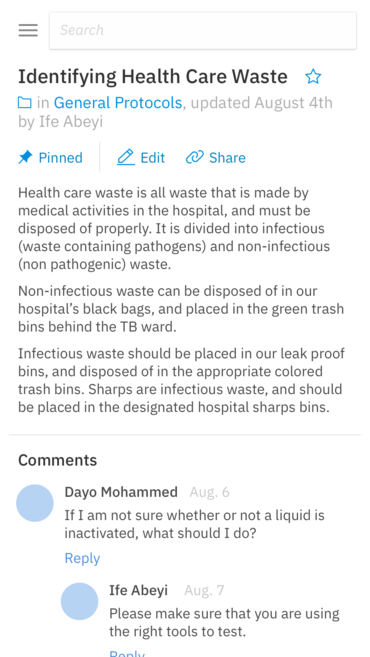 Search
Identifying Health Care Waste
in General Protocols, updated August 4th
by Ife Abeyi
Pinned Edit Share
Health care waste is all waste that is made by
medical activities in the hospital, and must be
disposed of properly. It is divided into infectious
(waste containing pathogens) and non-infectious
(non pathogenic) waste.
Non-infectious waste can be disposed of in our
hospital’s black bags, and placed in the green trash
bins behind the TB ward.
Infectious waste should be placed in our leak proof
bins, and disposed of in the appropriate colored
trash bins. Sharps are infectious waste, and should
be placed in the designated hospital sharps bins.
Comments
Dayo Mohammed Aug. 6
If I am not sure whether or not a liquid is
inactivated, what should I do?
Reply
Ife Abeyi Aug. 7
Please make sure that you are using
the right tools to test.
Reply